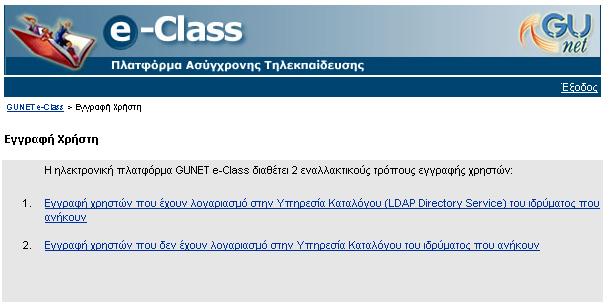 e-Class
GUnet
Πλατφόρμα Ασύγχρονης Τηλεκπαίδευσης
Έξοδος
GUNET e-Class > Εγγραφή Χρήστη
Εγγραφή Χρήστη
Η ηλεκτρονική πλατφόρμα GUNET e-Class διαθέτει 2 εναλλακτικούς τρόπους εγγραφής χρηστών:
1. Εγγραφή χρηστών που έχουν λογαριασμό στην Υπηρεσία Καταλόγου (LDAP Directory Service) του ιδρύματος που
ανήκουν
2. Εγγραφή χρηστών που δεν έχουν λογαριασμό στην Υπηρεσία Καταλόγου του ιδρύματος που ανήκουν